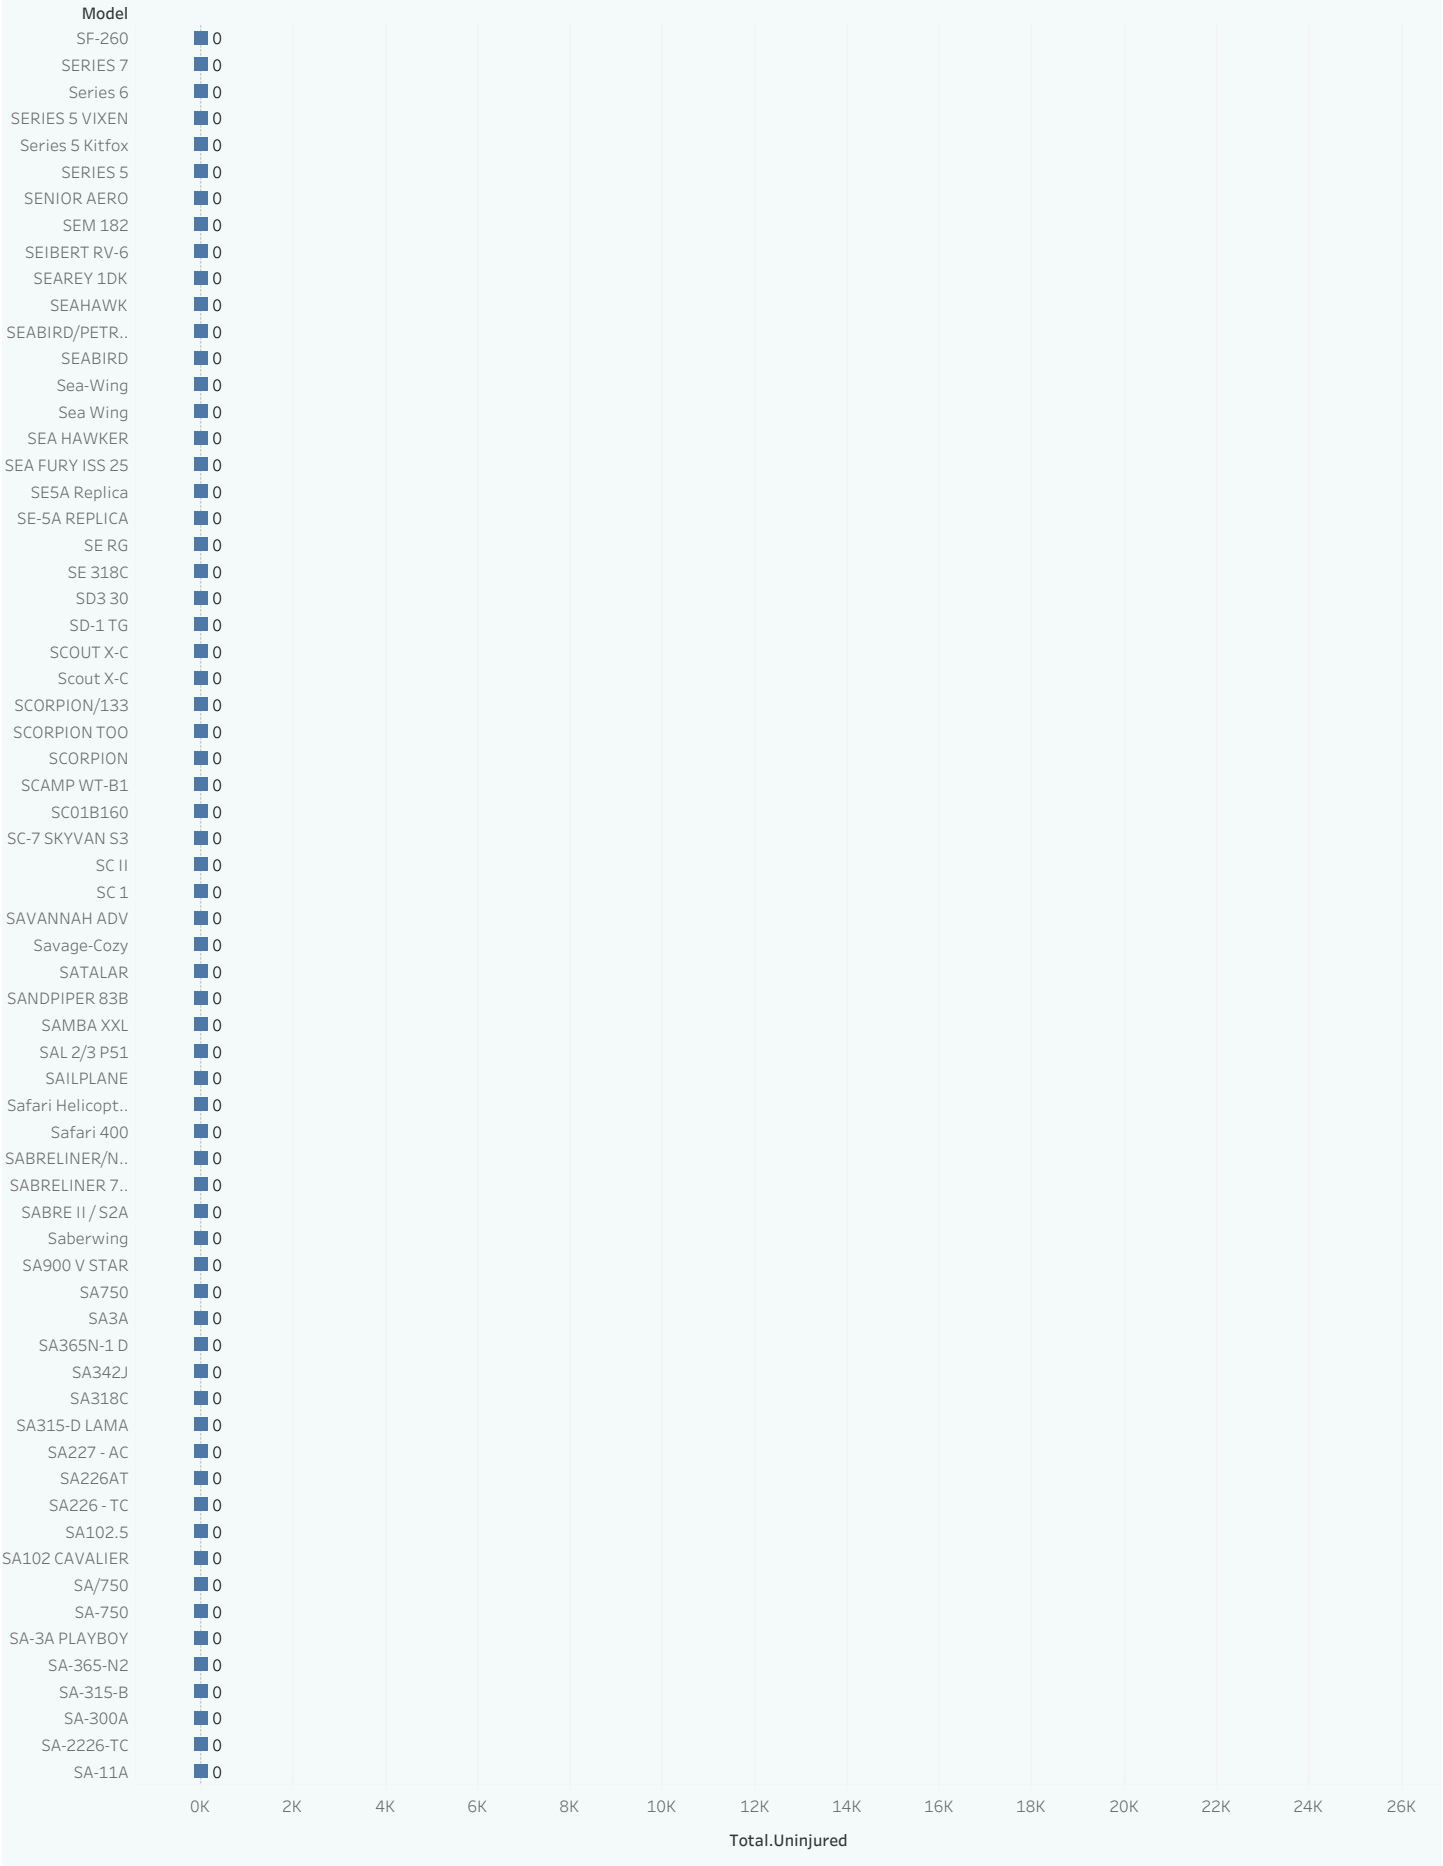 Model
SF-260 0
SERIES 7 0
Series 6 0
SERIES 5 VIXEN 0
Series 5 Kitfox 0
SERIES 5 0
SENIOR AERO 0
SEM 182 0
SEIBERT RV-6 0
SEAREY 1DK 0
SEAHAWK 0
SEABIRD/PETR.. 0
SEABIRD 0
Sea-Wing 0
Sea Wing 0
SEA HAWKER 0
SEA FURY ISS 25 0
SE5A Replica 0
SE-5A REPLICA 0
SE RG 0
SE 318C 0
SD3 30 0
SD-1 TG 0
SCOUT X-C 0
Scout X-C 0
SCORPION/133 0
SCORPION TOO 0
SCORPION 0
SCAMP WT-B1 0
SC01B160 0
SC-7 SKYVAN S3 0
SC II 0
SC 1 0
SAVANNAH ADV 0
Savage-Cozy 0
SATALAR 0
SANDPIPER 83B 0
SAMBA XXL 0
SAL 2/3 P51 0
SAILPLANE 0
Safari Helicopt.. 0
Safari 400 0
SABRELINER/N.. 0
SABRELINER 7.. 0
SABRE II / S2A 0
Saberwing 0
SA900 V STAR 0
SA750 0
SA3A 0
SA365N-1 D 0
SA342J 0
SA318C 0
SA315-D LAMA 0
SA227 - AC 0
SA226AT 0
SA226 - TC 0
SA102.5 0
SA102 CAVALIER 0
SA/750 0
SA-750 0
SA-3A PLAYBOY 0
SA-365-N2 0
SA-315-B 0
SA-300A 0
SA-2226-TC 0
SA-11A 0
0K 2K 4K 6K 8K 10K 12K 14K 16K 18K 20K 22K 24K 26K
Total.Uninjured